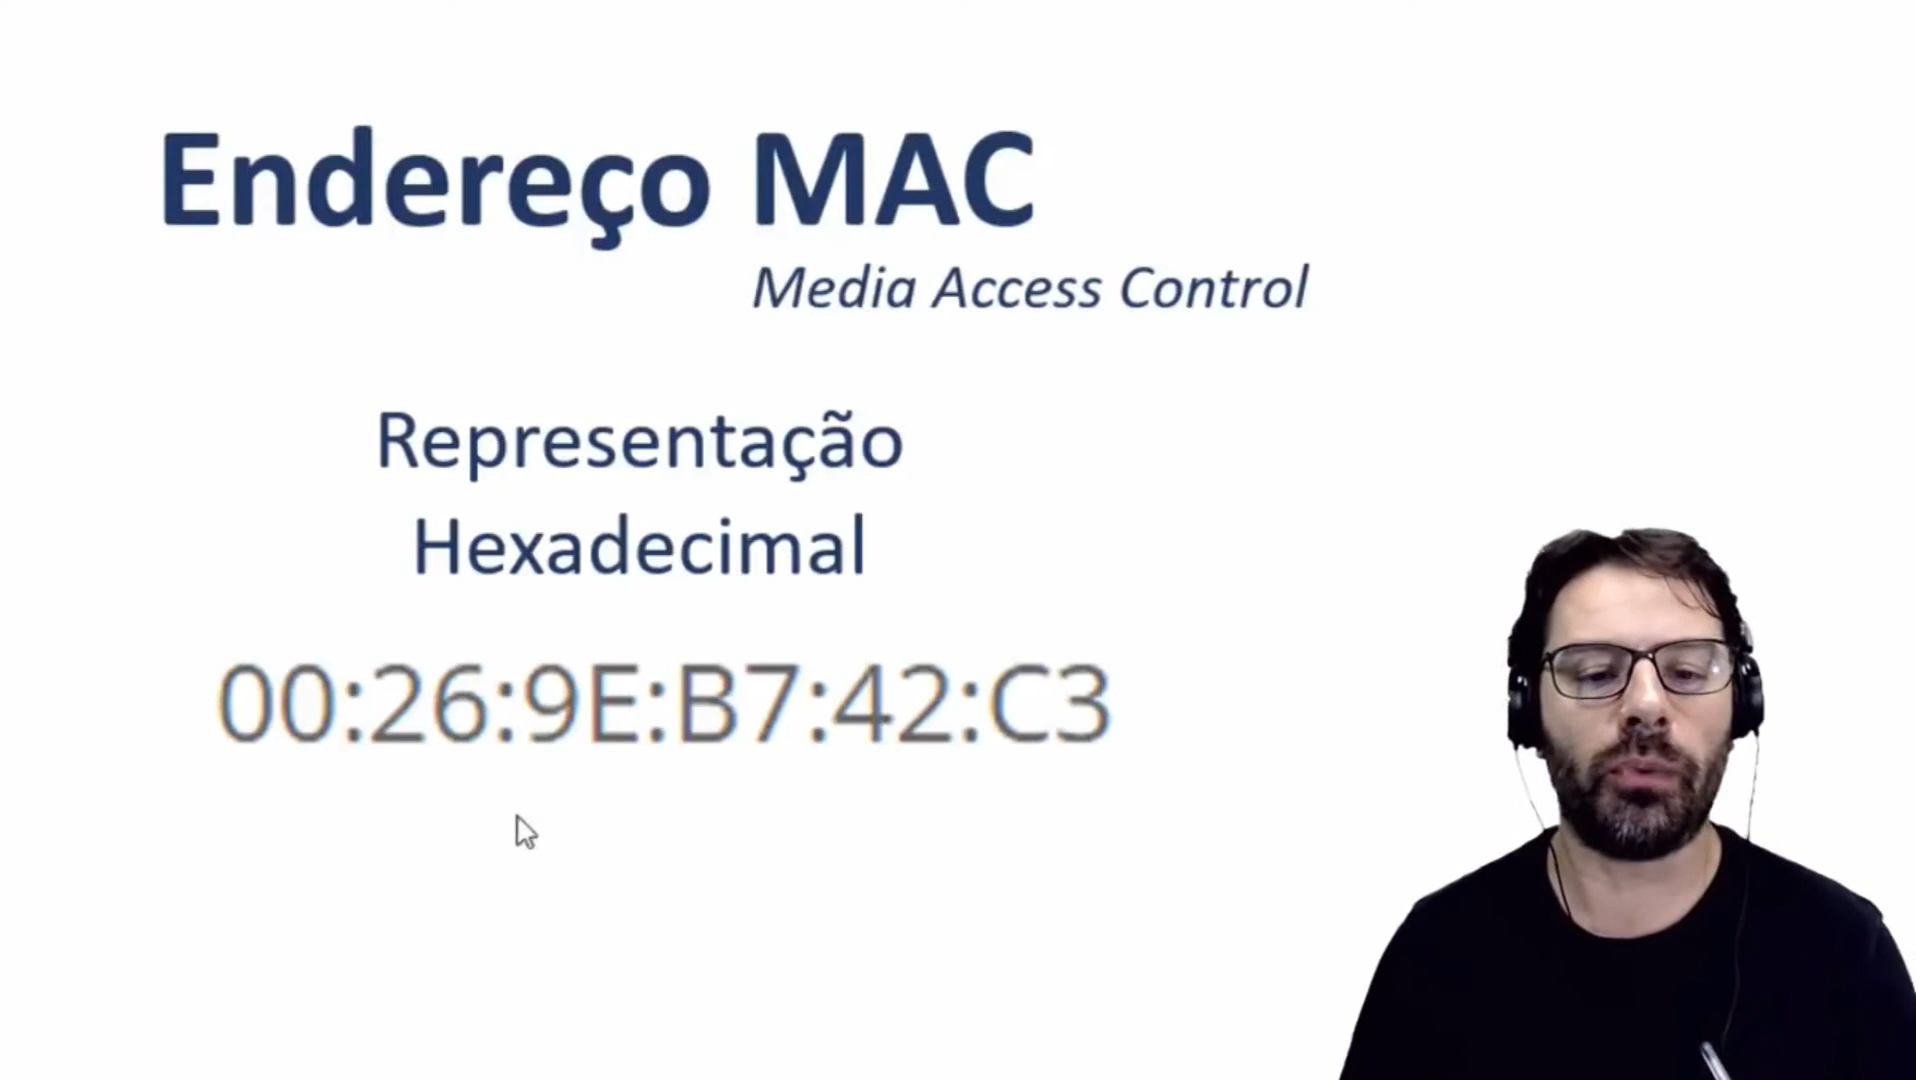 Endereço MAC
Media Access Control
Representação
Hexadecimal
00:26:9E:B7:42:C3